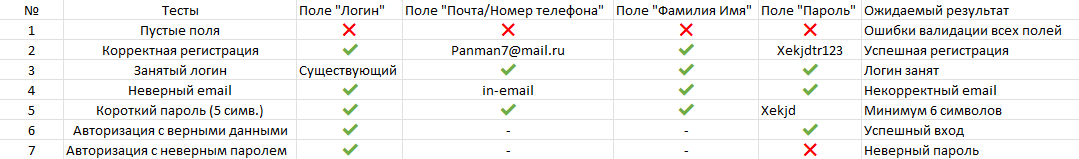 № Тесты Поле "Логин" Поле "Почта/Номер телефона" Поле "Фамилия Имя" Поле "Пароль" Ожидаемый результат
1 Пустые поля ❌ ❌ ❌ ❌ Ошибки валидации всех полей
2 Корректная регистрация ✔ Panman7@mail.ru ✔ Xekjdtr123 Успешная регистрация
3 Занятый логин Существующий ✔ ✔ ✔ Логин занят
4 Неверный email ✔ in-email ✔ ✔ Некорректный email
5 Короткий пароль (5 симв.) ✔ ✔ ✔ Xekjd Минимум 6 символов
6 Авторизация с верными данными ✔ - - ✔ Успешный вход
7 Авторизация с неверным паролем ✔ - - ❌ Неверный пароль